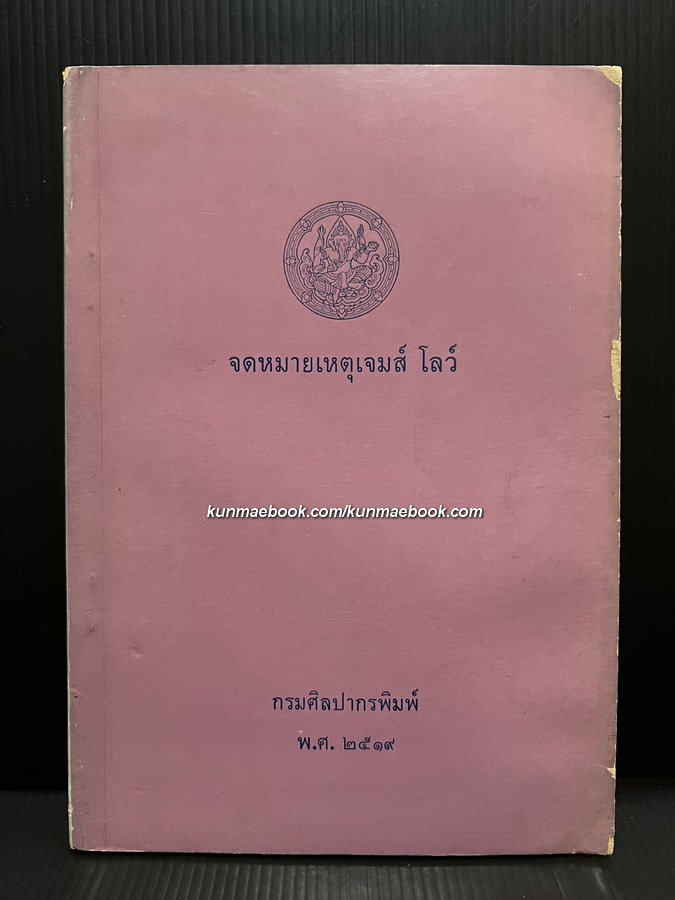 จดหมายเหตุเจมส์ โลว์
kunmaebook.com/kunmaebook.com
กรมศิลปากรพิมพ์
พ.ศ. ๒๕๑๙